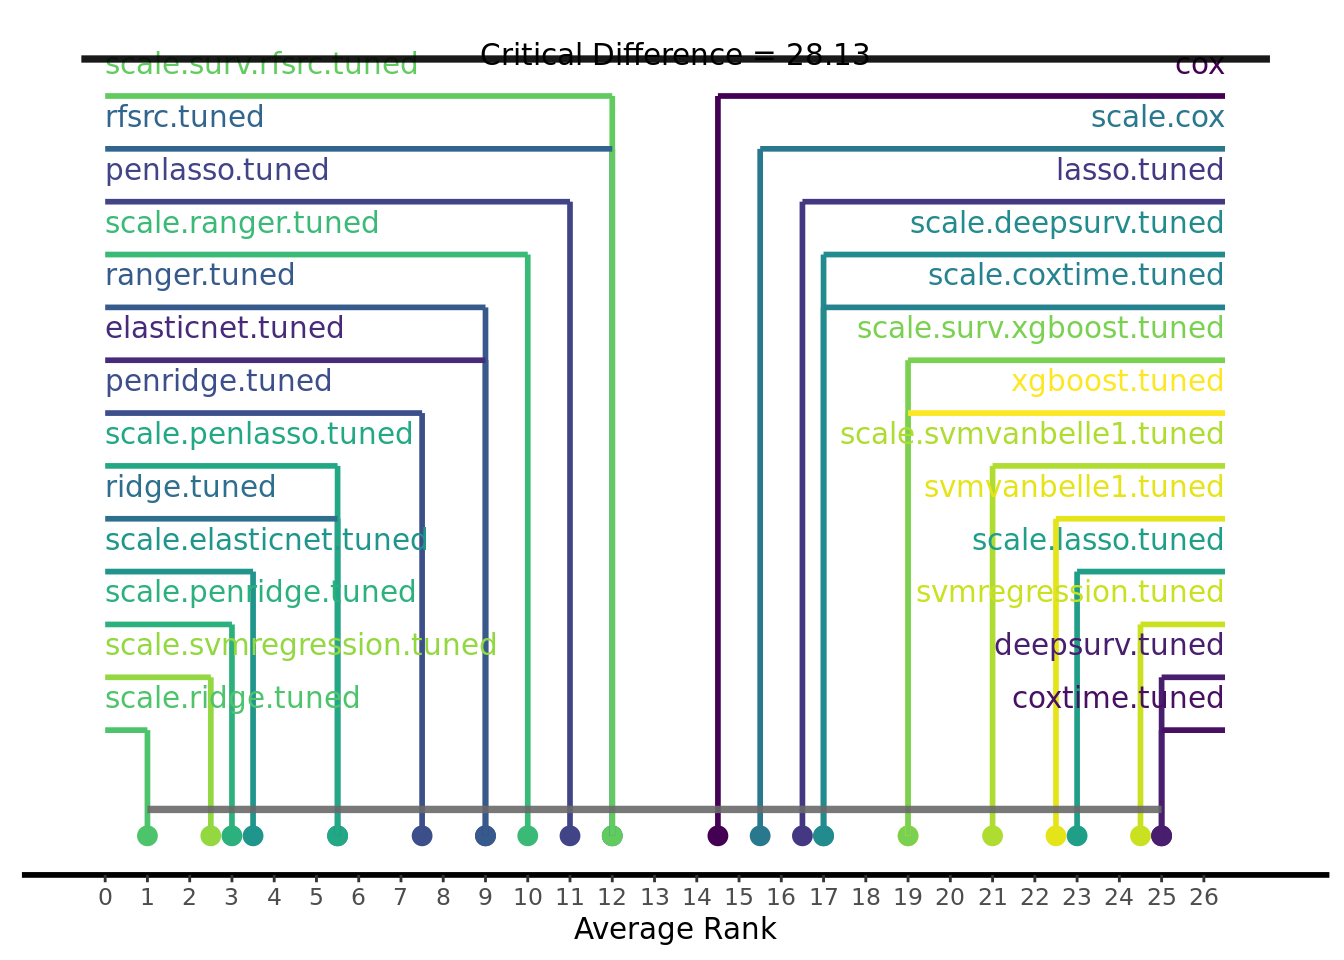 Critical Difference = 28.13
scale.surv.rfsrc.tuned
cox
rfsrc.tuned
scale.cox
penlasso.tuned
lasso.tuned
scale.ranger.tuned
scale.deepsurv.tuned
ranger.tuned
scale.coxtime.tuned
elasticnet.tuned
scale.surv.xgboost.tuned
penridge.tuned
xgboost.tuned
scale.penlasso.tuned
scale.svmvanbelle1.tuned
ridge.tuned
svmvanbelle1.tuned
scale.elasticnet.tuned
scale.lasso.tuned
scale.penridge.tuned
svmregression.tuned
scale.svmregression.tuned
deepsurv.tuned
scale.ridge.tuned
coxtime.tuned
0 1 2 3 4 5 6 7 8 9 10 11 12 13 14 15 16 17 18 19 20 21 22 23 24 25 26
Average Rank